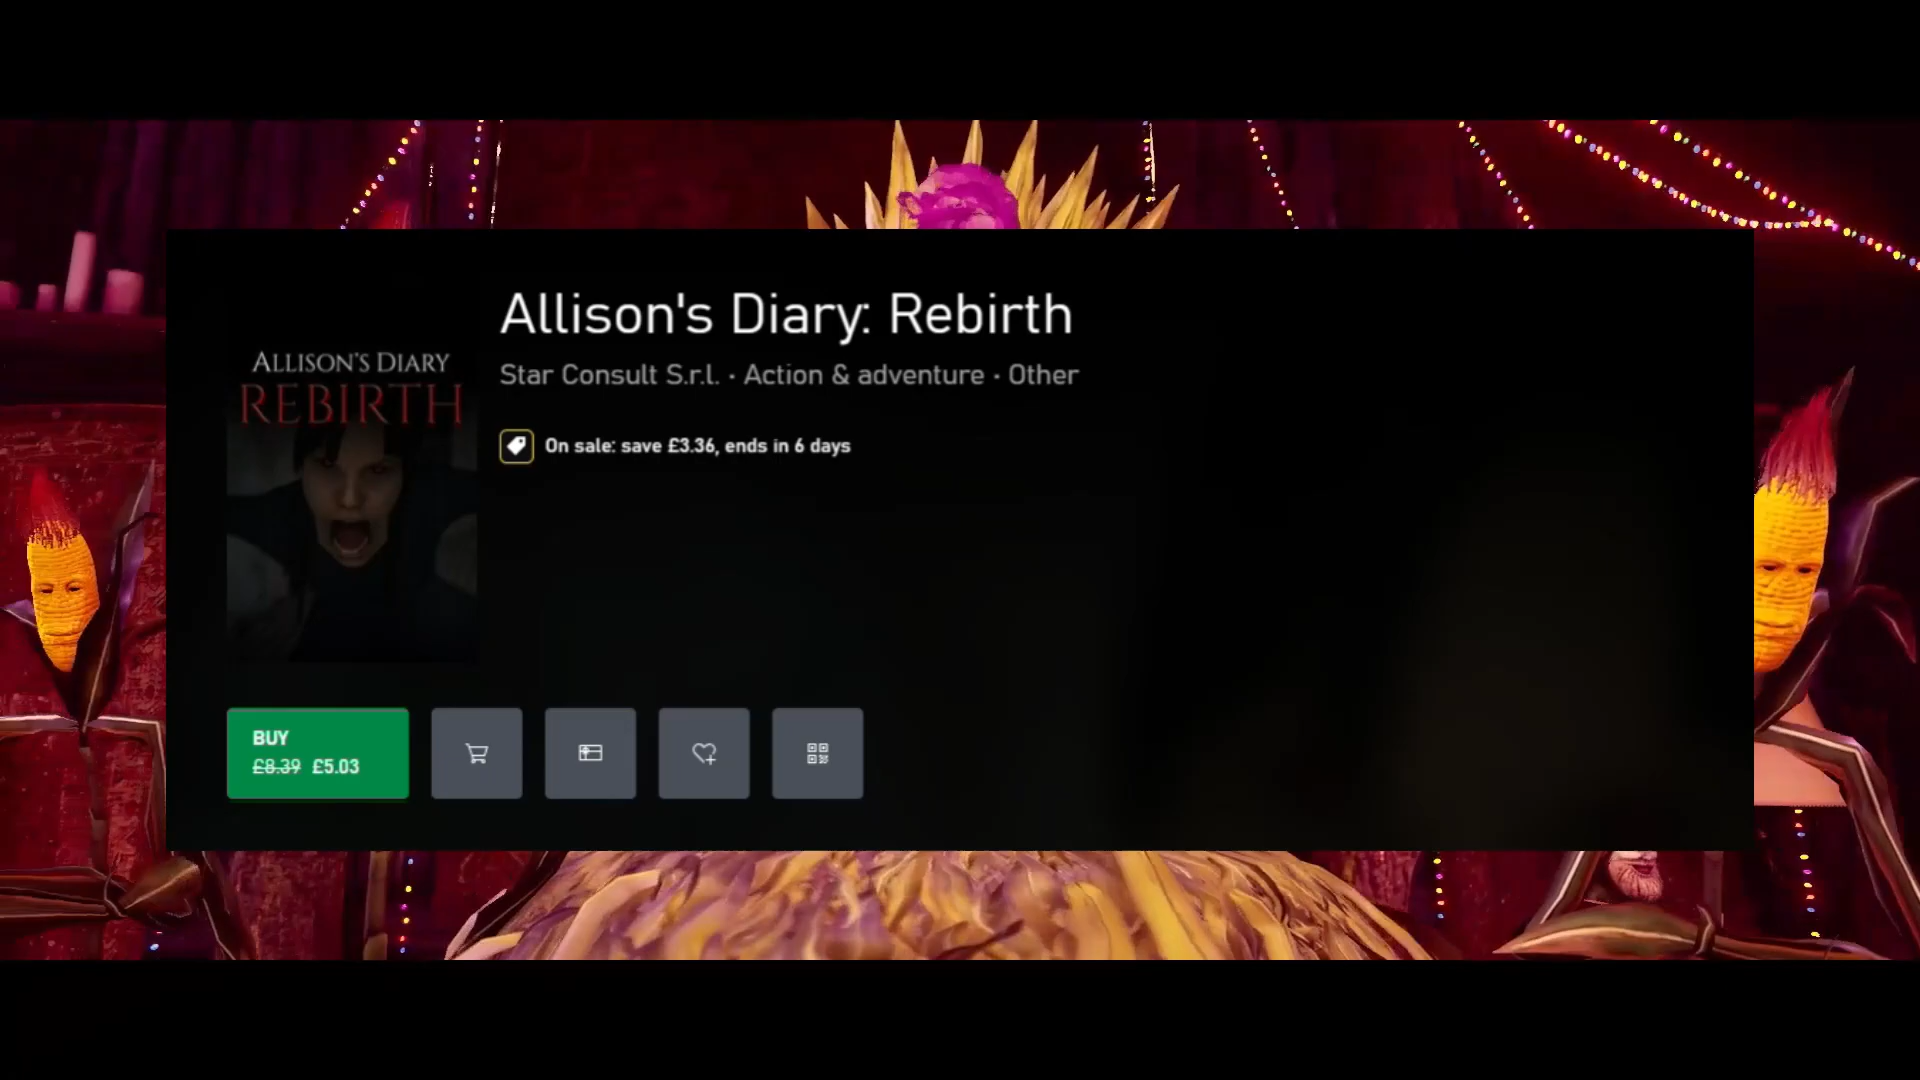 Allison's Diary: Rebirth
Star Consult S.r.l. · Action & adventure · Other
On sale: save £3.36, ends in 6 days
ALLISON'S DIARY
REBIRTH
BUY
£8.39 £5.03